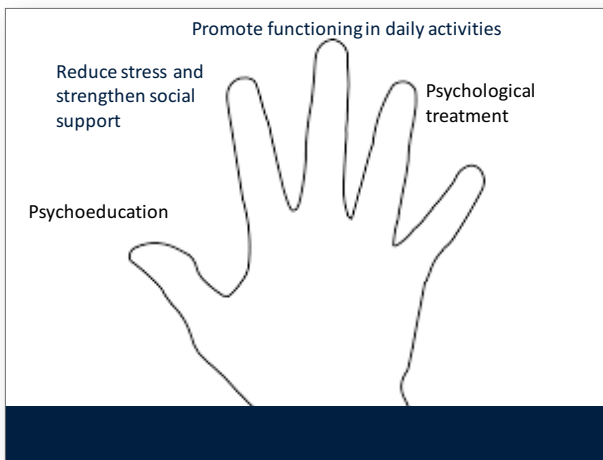 Promote functioning in daily activities
Reduce stress and
strengthen social
support
Psychological
treatment
Psychoeducation